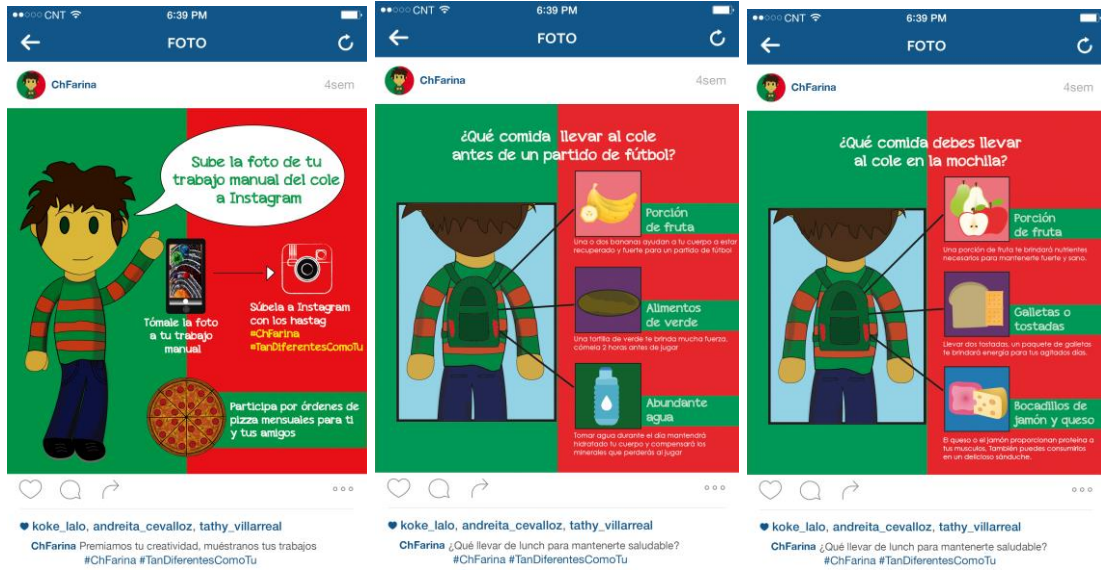 CNT 6:39 PM
FOTO
ChFarina 4sem
Sube la foto de tu
trabajo manual del cole
a Instagram
Tómale la foto
a tu trabajo
manual
Súbela a Instagram
con los hastag
#ChFarina
#TanDiferentesComoTu
Participa por órdenes de
pizza mensuales para ti
y tus amigos
koke_lalo, andreita_cevalloz, tathy_villarreal
ChFarina Premiamos tu creatividad, muéstranos tus trabajos
#ChFarina #TanDiferentesComoTu
CNT 6:39 PM
FOTO
ChFarina 4sem
¿Qué comida llevar al cole
antes de un partido de fútbol?
Porción
de fruta
Una o dos bananas ayudan a tu cuerpo a estar
recuperado y fuerte para un partido de fútbol
Alimentos
de verde
Una tortilla de verde te brinda mucha fuerza,
cómela 2 horas antes de jugar
Abundante
agua
Tomar agua durante el día mantendrá
hidratado tu cuerpo y compensará los
minerales que perderás al jugar
koke_lalo, andreita_cevalloz, tathy_villarreal
ChFarina ¿Qué llevar de lunch para mantenerte saludable?
#ChFarina #TanDiferentesComoTu
CNT 6:39 PM
FOTO
ChFarina 4sem
¿Qué comida debes llevar
al cole en la mochila?
Porción
de fruta
Una porción de fruta te brindará nutrientes
necesarios para mantenerte fuerte y sano.
Galletas o
tostadas
Llevar dos tostadas, un paquete de galletas
te brindará energía para tus agitados días.
Bocadillos de
jamón y queso
El queso o el jamón proporcionan proteína a
tus musculos. También puedes consumirlos
en un delicioso sánduche.
koke_lalo, andreita_cevalloz, tathy_villarreal
ChFarina ¿Qué llevar de lunch para mantenerte saludable?
#ChFarina #TanDiferentesComoTu